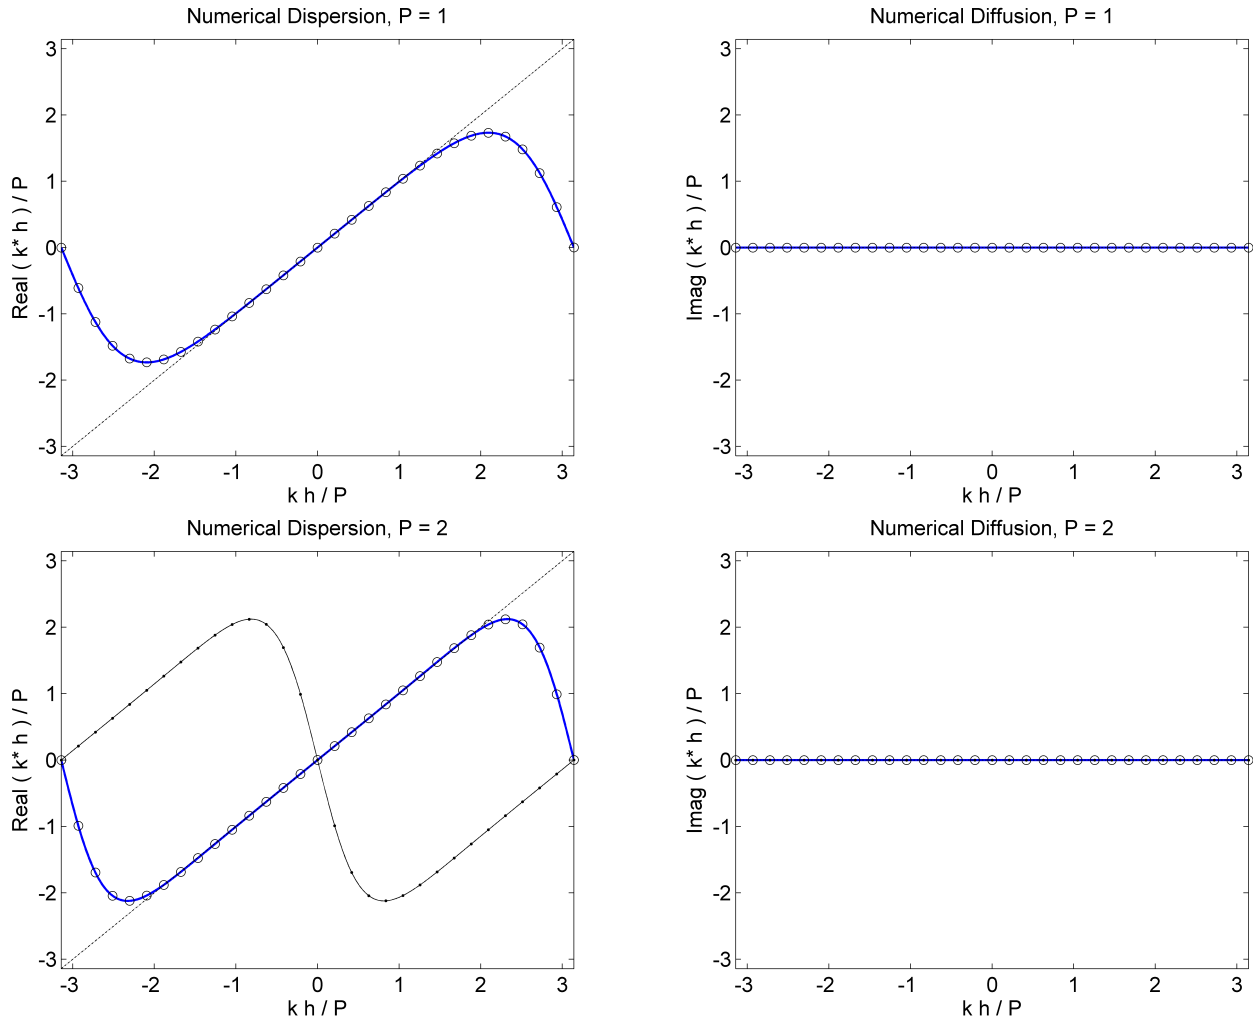 Numerical Dispersion, P = 1
3
2
1
0
-1
-2
-3
Real ( k* h ) / P
-3 -2 -1 0 1 2 3
k h / P
Numerical Diffusion, P = 1
3
2
1
0
-1
-2
-3
Imag ( k* h ) / P
-3 -2 -1 0 1 2 3
k h / P
Numerical Dispersion, P = 2
3
2
1
0
-1
-2
-3
Real ( k* h ) / P
-3 -2 -1 0 1 2 3
k h / P
Numerical Diffusion, P = 2
3
2
1
0
-1
-2
-3
Imag ( k* h ) / P
-3 -2 -1 0 1 2 3
k h / P